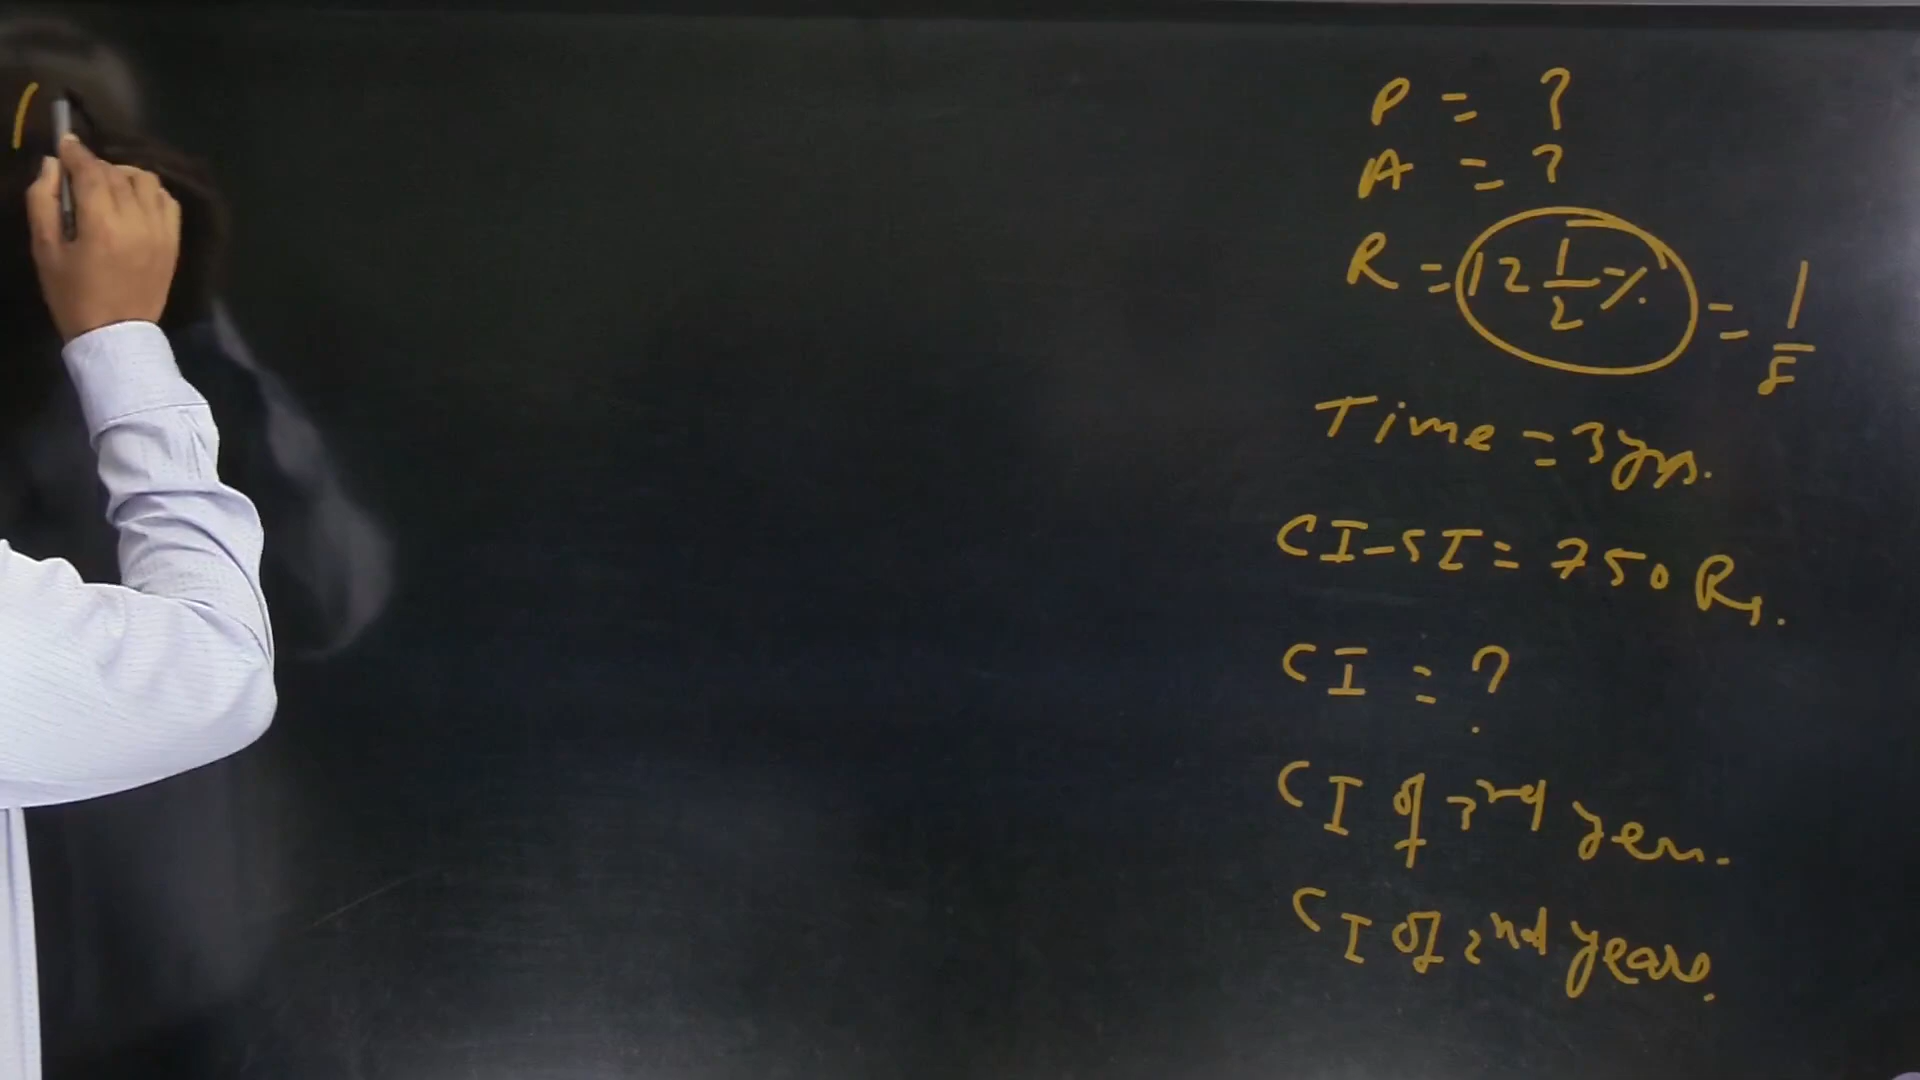 P = ?
A = ?
R = 12 1/2 % = 1/8
Time = 3 yrs.
CI-SI = 750 Rs.
CI = ?
CI of 3rd year.
CI of 2nd years.